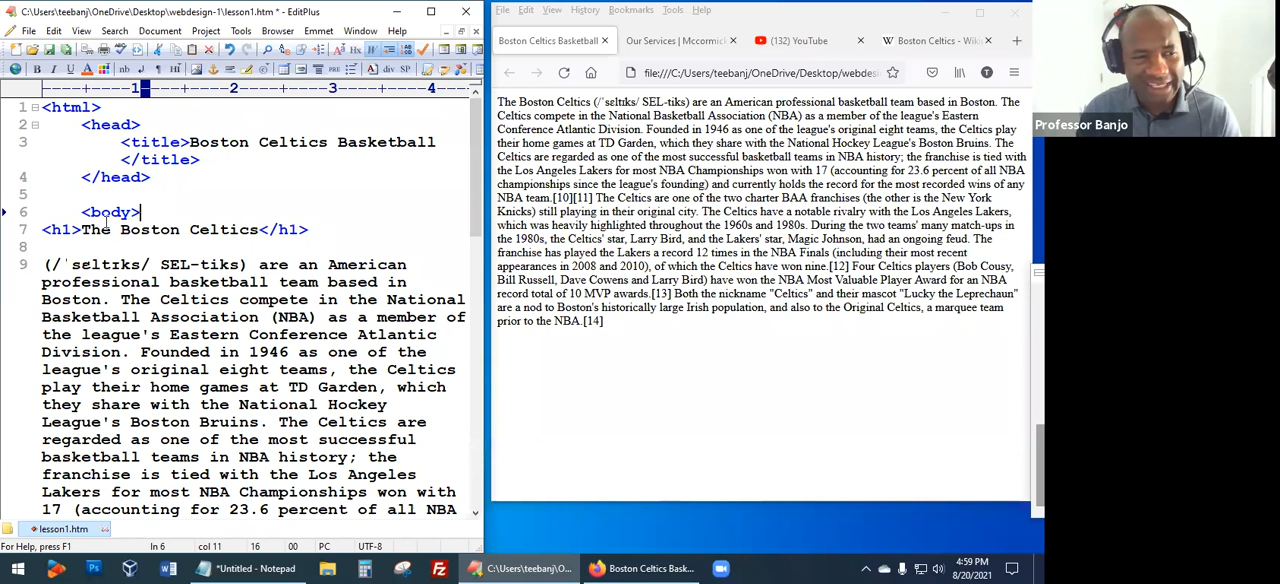 C:\Users\teebanj\OneDrive\Desktop\webdesign-1\lesson1.htm * - EditPlus
File Edit View Search Document Project Tools Browser Emmet Window Help
----+----1----+----2----+----3----+----4----
1 <html>
2 <head>
3 <title>Boston Celtics Basketball
</title>
4 </head>
5
6 <body>
7 <h1>The Boston Celtics</h1>
8
9 (/ˈsɛltɪks/ SEL-tiks) are an American
professional basketball team based in
Boston. The Celtics compete in the National
Basketball Association (NBA) as a member of
the league's Eastern Conference Atlantic
Division. Founded in 1946 as one of the
league's original eight teams, the Celtics
play their home games at TD Garden, which
they share with the National Hockey
League's Boston Bruins. The Celtics are
regarded as one of the most successful
basketball teams in NBA history; the
franchise is tied with the Los Angeles
Lakers for most NBA Championships won with
17 (accounting for 23.6 percent of all NBA
lesson1.htm
For Help, press F1 ln 6 col 11 16 00 PC UTF-8
File Edit View History Bookmarks Tools Help
Boston Celtics Basketball Our Services | Mccormick (132) YouTube Boston Celtics - Wiki
file:///C:/Users/teebanj/OneDrive/Desktop/webdesi
The Boston Celtics (/ˈsɛltɪks/ SEL-tiks) are an American professional basketball team based in Boston. The
Celtics compete in the National Basketball Association (NBA) as a member of the league's Eastern
Conference Atlantic Division. Founded in 1946 as one of the league's original eight teams, the Celtics play
their home games at TD Garden, which they share with the National Hockey League's Boston Bruins. The
Celtics are regarded as one of the most successful basketball teams in NBA history; the franchise is tied with
the Los Angeles Lakers for most NBA Championships won with 17 (accounting for 23.6 percent of all NBA
championships since the league's founding) and currently holds the record for the most recorded wins of any
NBA team.[10][11] The Celtics are one of the two charter BAA franchises (the other is the New York
Knicks) still playing in their original city. The Celtics have a notable rivalry with the Los Angeles Lakers,
which was heavily highlighted throughout the 1960s and 1980s. During the two teams' many match-ups in
the 1980s, the Celtics' star, Larry Bird, and the Lakers' star, Magic Johnson, had an ongoing feud. The
franchise has played the Lakers a record 12 times in the NBA Finals (including their most recent
appearances in 2008 and 2010), of which the Celtics have won nine.[12] Four Celtics players (Bob Cousy,
Bill Russell, Dave Cowens and Larry Bird) have won the NBA Most Valuable Player Award for an NBA
record total of 10 MVP awards.[13] Both the nickname "Celtics" and their mascot "Lucky the Leprechaun"
are a nod to Boston's historically large Irish population, and also to the Original Celtics, a marquee team
prior to the NBA.[14]
Professor Banjo
*Untitled - Notepad C:\Users\teebanj\O... Boston Celtics Bask...
4:59 PM
8/20/2021